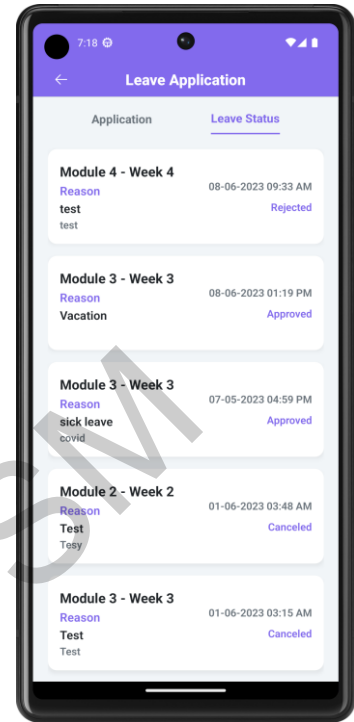 7:18
Leave Application
Application Leave Status
Module 4 - Week 4
Reason 08-06-2023 09:33 AM
test Rejected
test
Module 3 - Week 3
Reason 08-06-2023 01:19 PM
Vacation Approved
Module 3 - Week 3
Reason 07-05-2023 04:59 PM
sick leave Approved
covid
Module 2 - Week 2
Reason 01-06-2023 03:48 AM
Test Canceled
Tesy
Module 3 - Week 3
Reason 01-06-2023 03:15 AM
Test Canceled
Test
SM